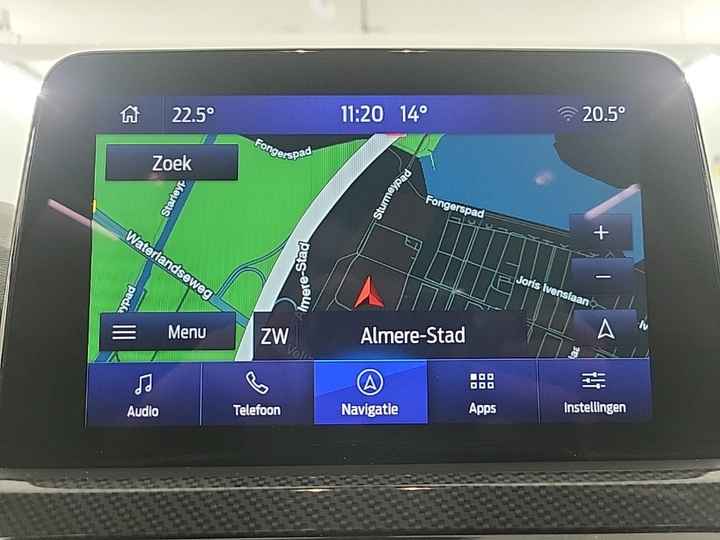 22.5°
11:20 14°
20.5°
Zoek
Fongerspad
Sturmeypad
Fongerspad
Waterlandseweg
Joris Ivenslaan
+
−
Menu
ZW
Almere-Stad
Audio
Telefoon
Navigatie
Apps
Instellingen